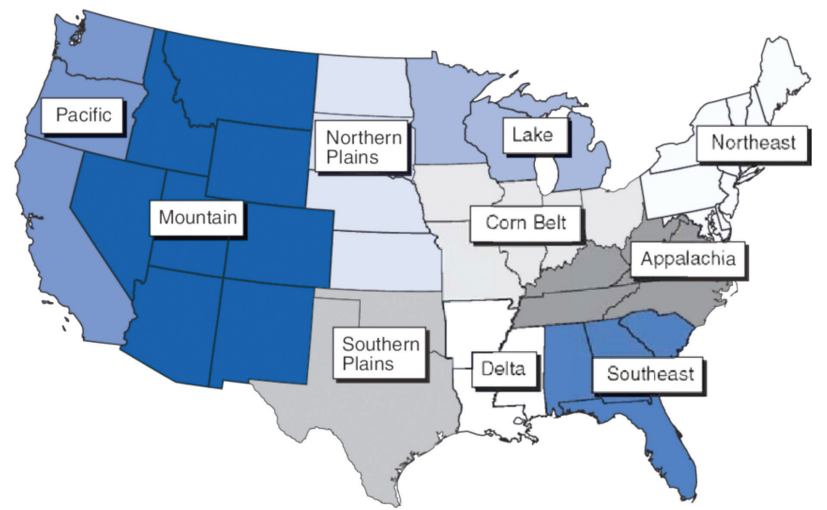 Pacific
Northern
Plains
Lake
Northeast
Mountain
Corn Belt
Appalachia
Southern
Plains
Delta
Southeast